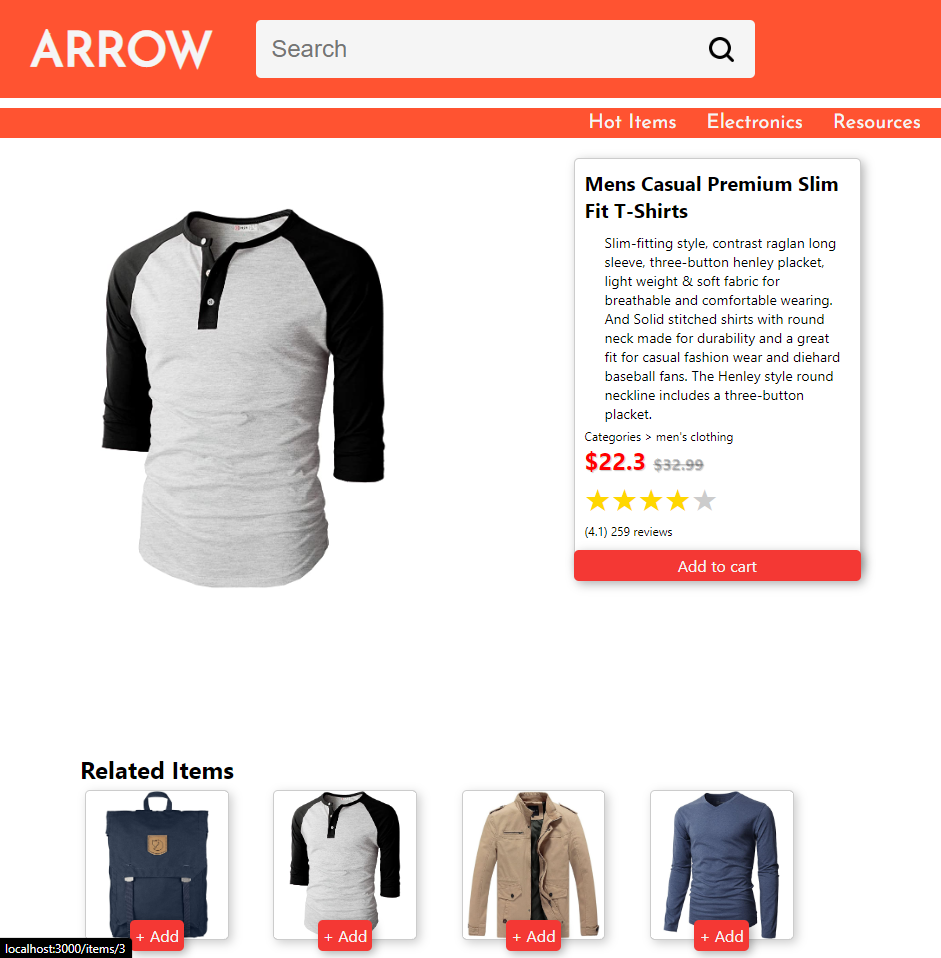 ARROW
Search
Hot Items
Electronics
Resources
Mens Casual Premium Slim
Fit T-Shirts
Slim-fitting style, contrast raglan long
sleeve, three-button henley placket,
light weight & soft fabric for
breathable and comfortable wearing.
And Solid stitched shirts with round
neck made for durability and a great
fit for casual fashion wear and diehard
baseball fans. The Henley style round
neckline includes a three-button
placket.
Categories > men's clothing
$22.3 $32.99
(4.1) 259 reviews
Add to cart
Related Items
+ Add
+ Add
+ Add
+ Add
localhost:3000/items/3